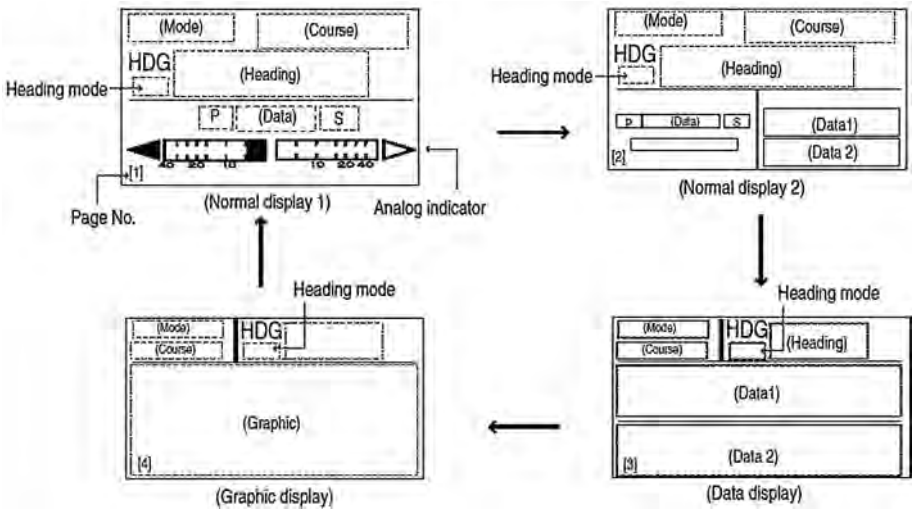 (Mode)
(Course)
HDG
(Heading)
Heading mode
P
(Data)
S
40 20 10 10 20 40
[1]
Page No.
(Normal display 1)
Analog indicator
(Mode)
(Course)
HDG
(Heading)
Heading mode
P
(Data)
S
(Data1)
(Data 2)
[2]
(Normal display 2)
Heading mode
(Mode)
HDG
(Course)
(Graphic)
[4]
(Graphic display)
Heading mode
(Mode)
HDG
(Heading)
(Course)
(Data1)
(Data 2)
[3]
(Data display)